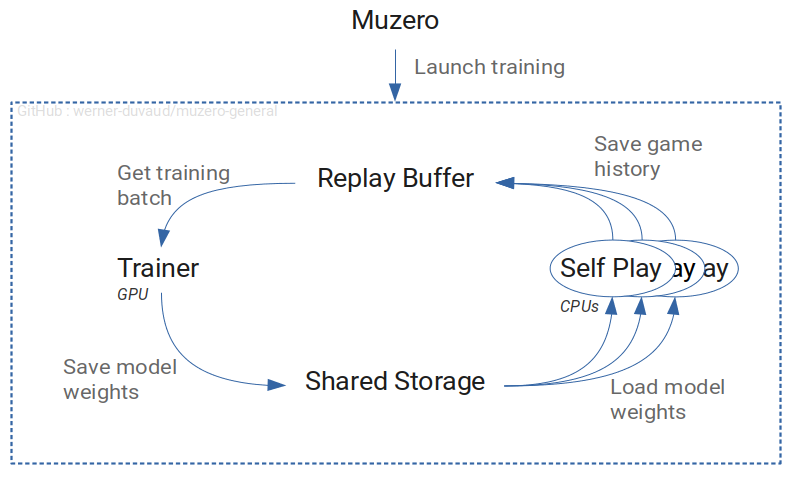 Muzero
Launch training
GitHub : werner-duvaud/muzero-general
Save game
history
Get training
batch
Replay Buffer
Trainer
GPU
Self Play
ay
ay
CPUs
Save model
weights
Shared Storage
Load model
weights